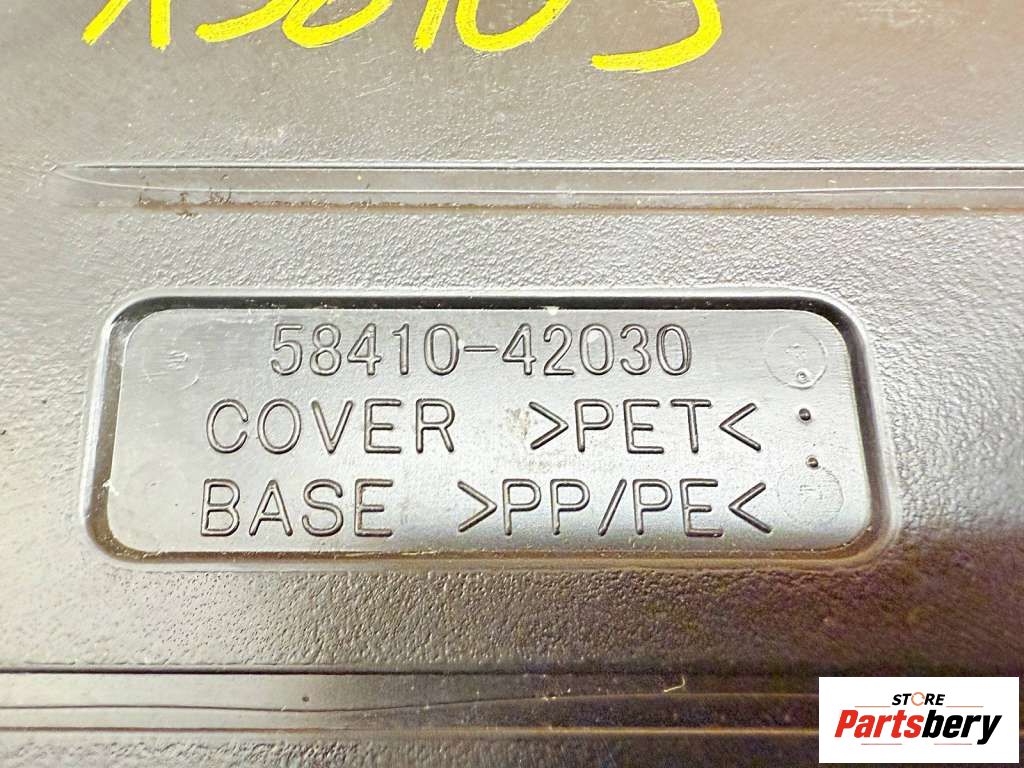 58410-42030
COVER >PET<
BASE >PP/PE<
STORE
Partsbery